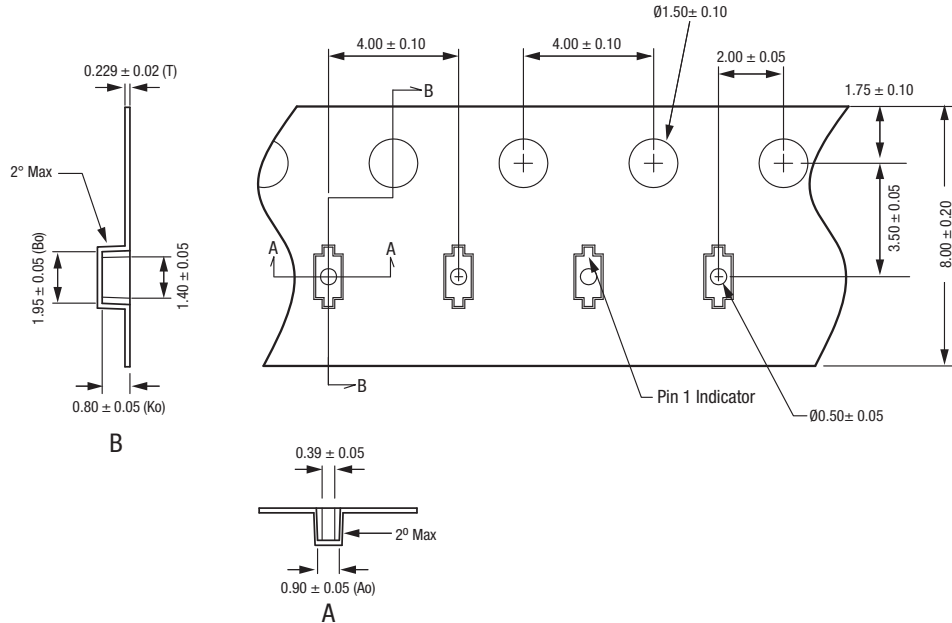 Ø1.50± 0.10
4.00 ± 0.10
4.00 ± 0.10
2.00 ± 0.05
0.229 ± 0.02 (T)
B
1.75 ± 0.10
2° Max
A
A
1.95 ± 0.05 (Bo)
1.40 ± 0.05
3.50 ± 0.05
8.00 ± 0.20
B
Pin 1 Indicator
0.80 ± 0.05 (Ko)
Ø0.50± 0.05
B
0.39 ± 0.05
2º Max
0.90 ± 0.05 (Ao)
A